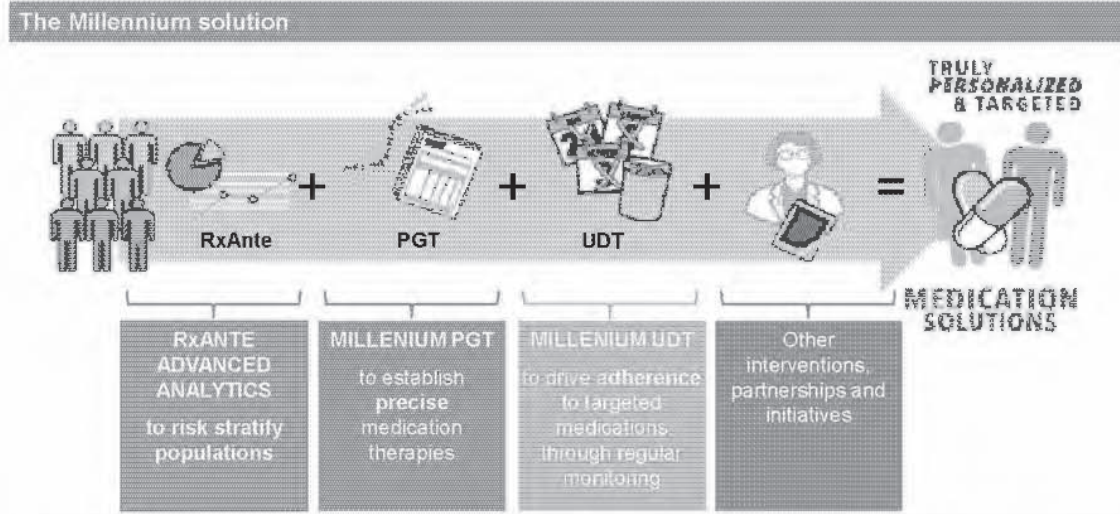 The Millennium solution
TRULY
PERSONALIZED
& TARGETED
+ + + =
RxAnte
PGT
UDT
MEDICATION
SOLUTIONS
RxANTE
ADVANCED
ANALYTICS
to risk stratify
populations
MILLENIUM PGT
to establish
precise
medication
therapies
MILLENIUM UDT
to drive adherence
to targeted
medications,
through regular
monitoring
Other
interventions,
partnerships and
initiatives